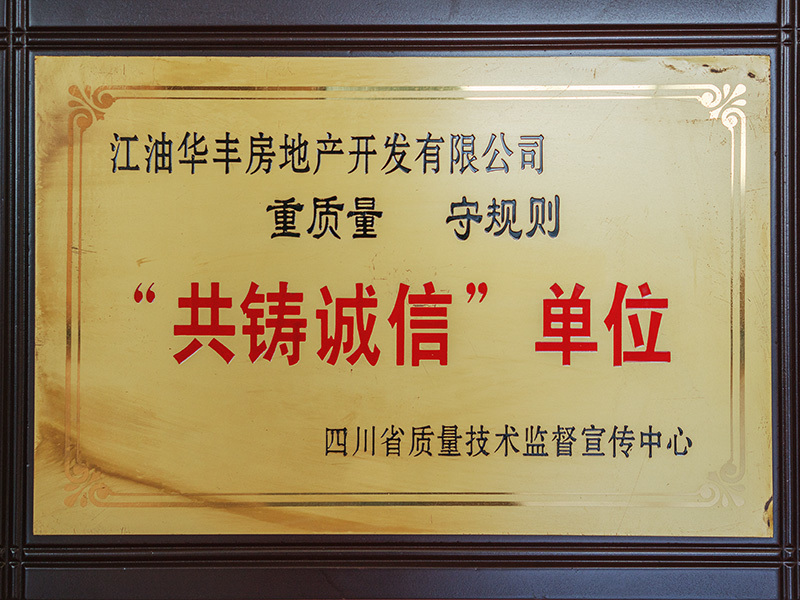 江油华丰房地产开发有限公司
重质量 守规则
“共铸诚信”单位
四川省质量技术监督宣传中心